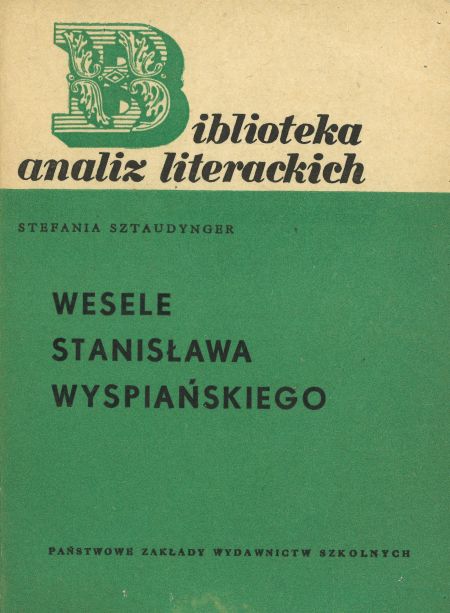 Biblioteka
analiz literackich
STEFANIA SZTAUDYNGER
WESELE
STANISŁAWA
WYSPIAŃSKIEGO
PAŃSTWOWE ZAKŁADY WYDAWNICTW SZKOLNYCH